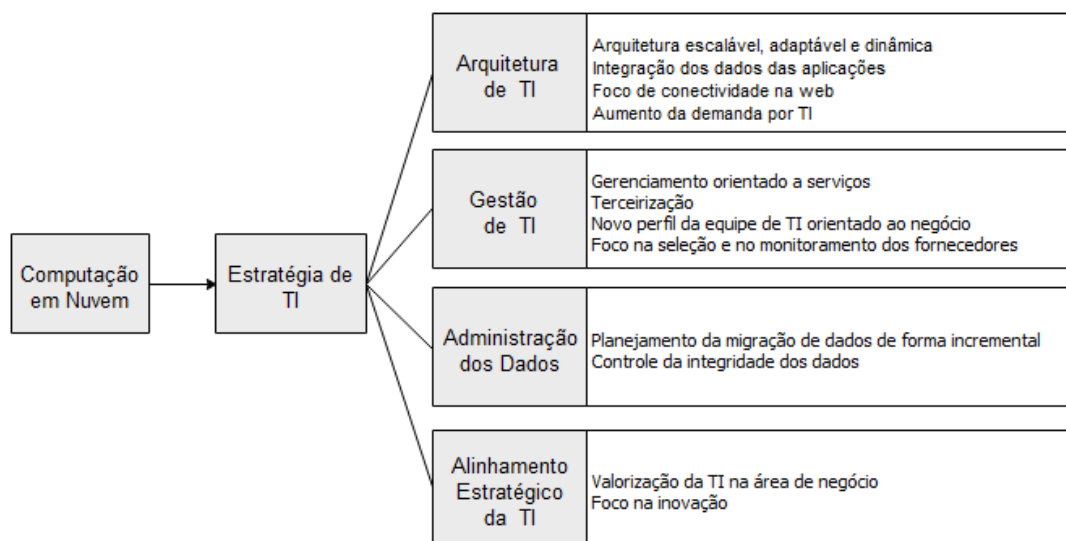 Computação
em Nuvem
Estratégia de
TI
Arquitetura
de TI
Arquitetura escalável, adaptável e dinâmica
Integração dos dados das aplicações
Foco de conectividade na web
Aumento da demanda por TI
Gestão
de TI
Gerenciamento orientado a serviços
Terceirização
Novo perfil da equipe de TI orientado ao negócio
Foco na seleção e no monitoramento dos fornecedores
Administração
dos Dados
Planejamento da migração de dados de forma incremental
Controle da integridade dos dados
Alinhamento
Estratégico
da TI
Valorização da TI na área de negócio
Foco na inovação